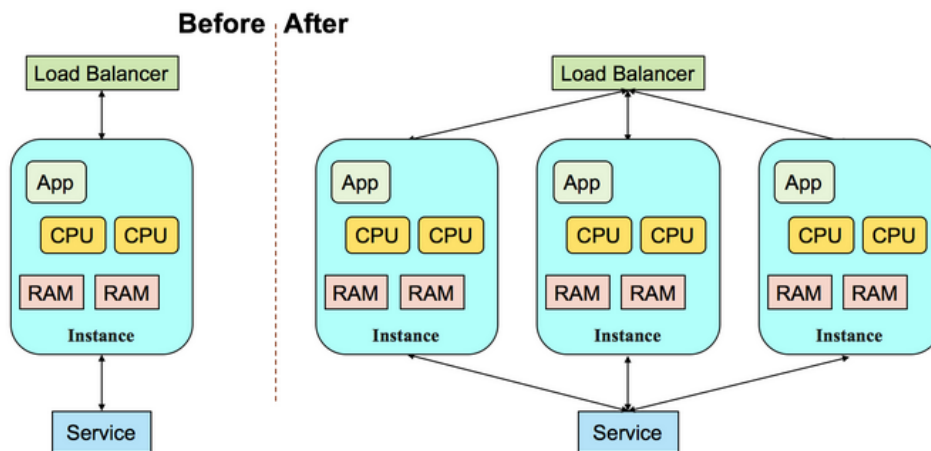 Before After
Load Balancer
App
CPU CPU
RAM RAM
Instance
Service
Load Balancer
App
CPU CPU
RAM RAM
Instance
App
CPU CPU
RAM RAM
Instance
App
CPU CPU
RAM RAM
Instance
Service